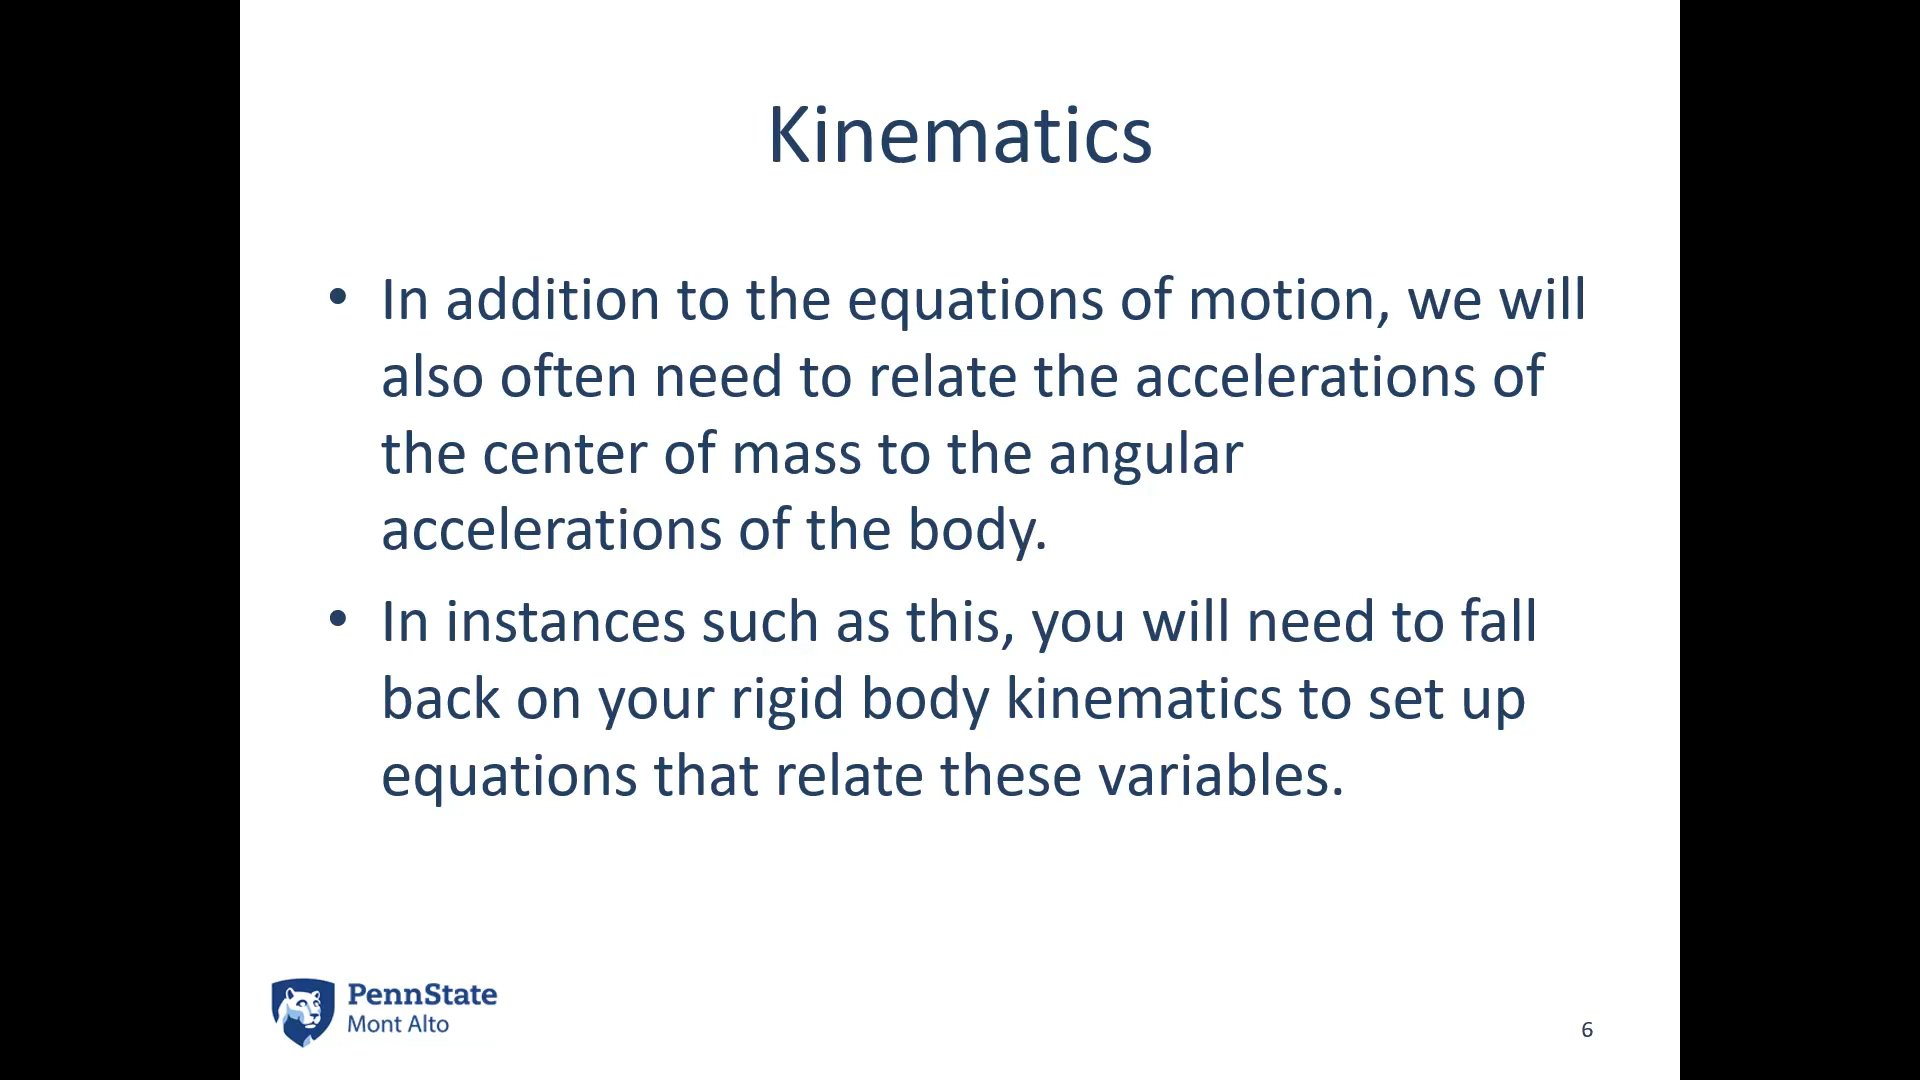 Kinematics
• In addition to the equations of motion, we will
also often need to relate the accelerations of
the center of mass to the angular
accelerations of the body.
• In instances such as this, you will need to fall
back on your rigid body kinematics to set up
equations that relate these variables.
PennState
Mont Alto
6